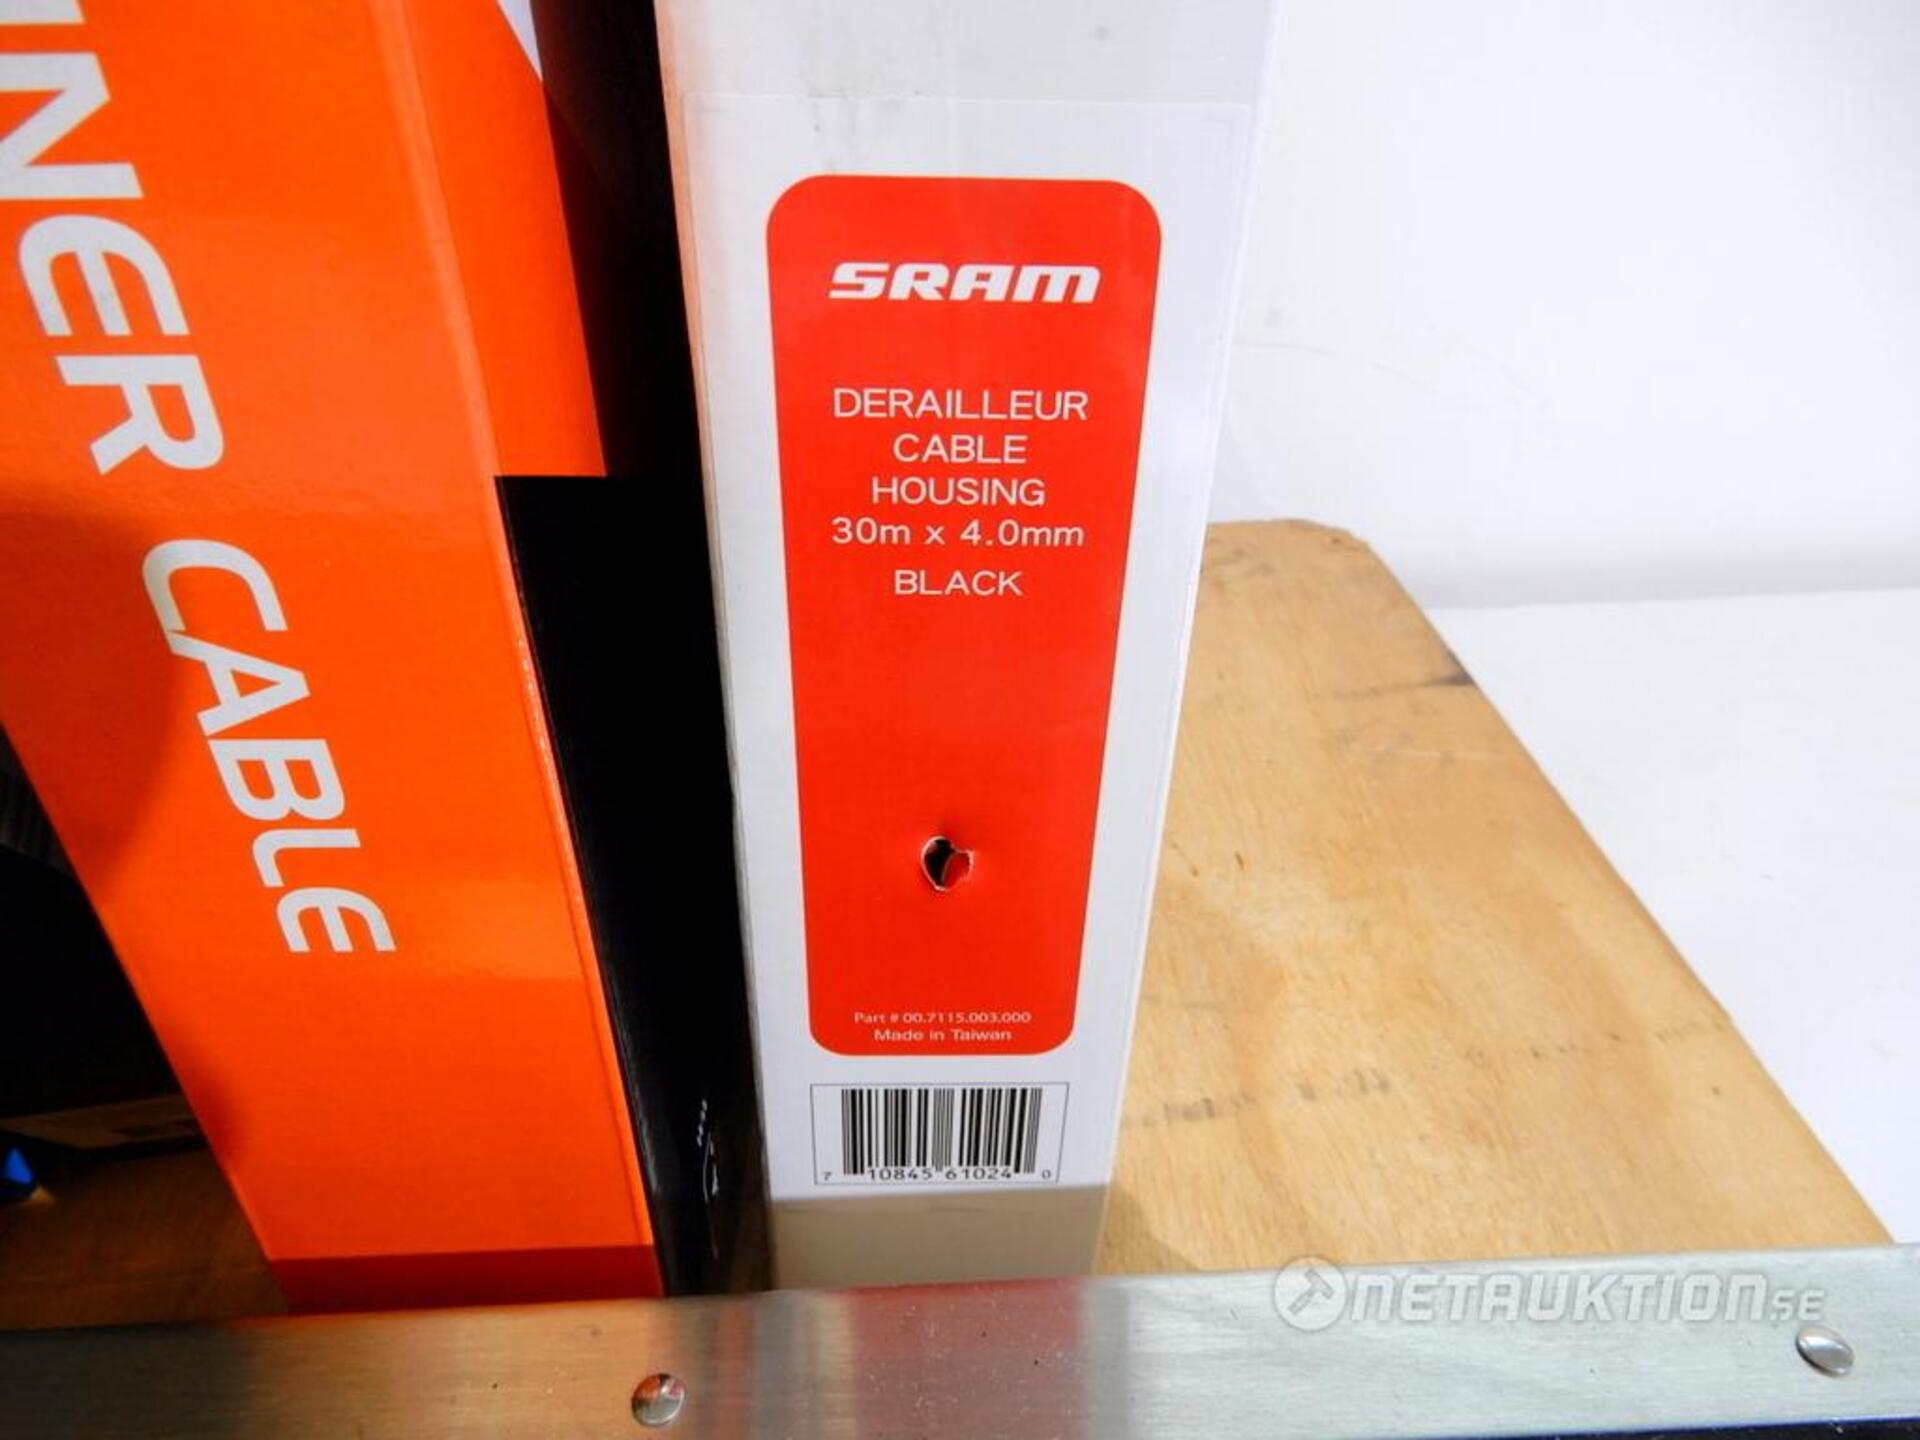 CABLE
SRAM
DERAILLEUR
CABLE
HOUSING
30m x 4.0mm
BLACK
Part # 00.7115.003.000
Made in Taiwan
7 10845 61024 0
NETAUKTION.SE